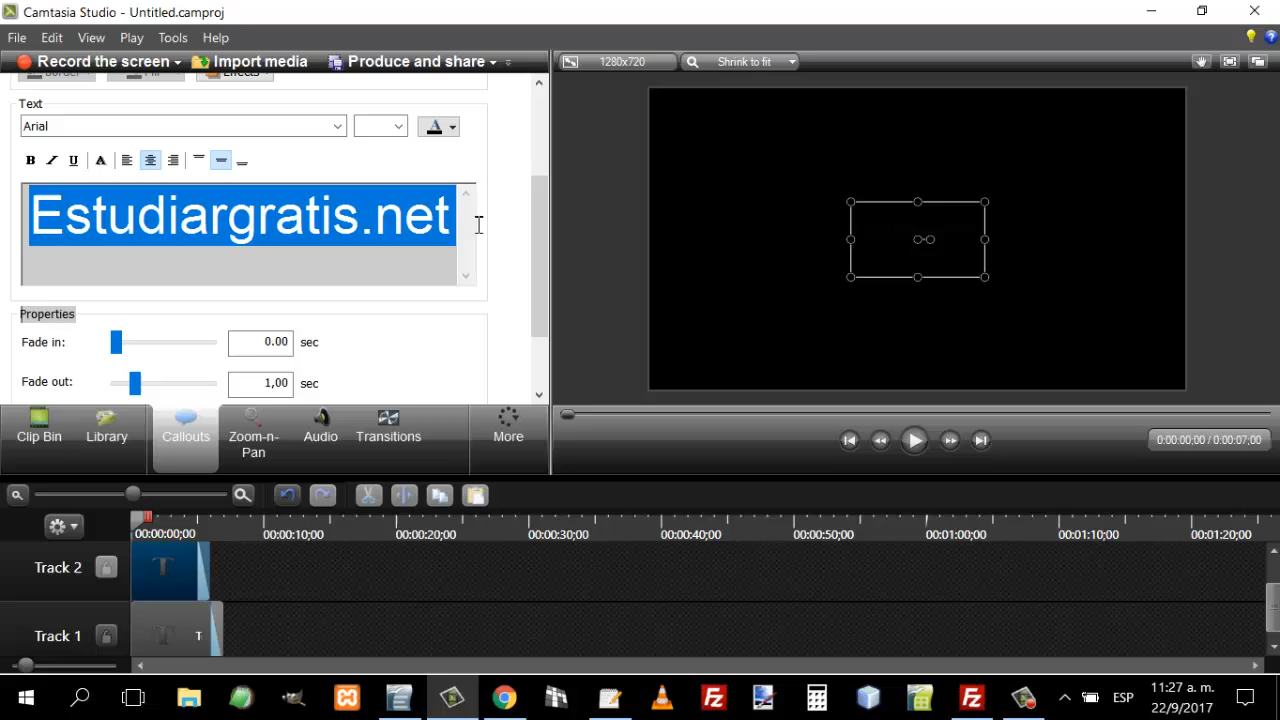 Camtasia Studio - Untitled.camproj
File Edit View Play Tools Help
Record the screen Import media Produce and share
1280x720 Shrink to fit
Border Fill Effects
Text
Arial
B I U A
Estudiargratis.net
Properties
Fade in: 0.00 sec
Fade out: 1,00 sec
Clip Bin Library Callouts Zoom-n-Pan Audio Transitions More
0:00:00;00 / 0:00:07;00
00:00:00;00 00:00:10;00 00:00:20;00 00:00:30;00 00:00:40;00 00:00:50;00 00:01:00;00 00:01:10;00 00:01:20;00
Track 2 T
Track 1 T T
ESP
11:27 a. m.
22/9/2017